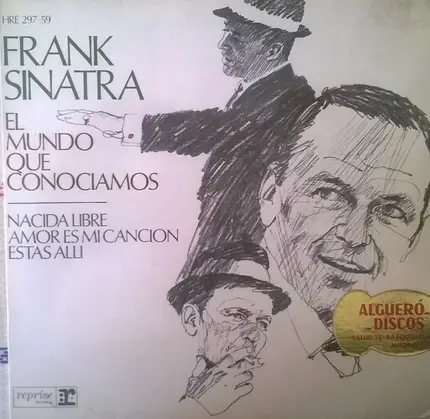 HRE 297-59
FRANK
SINATRA
EL
MUNDO
QUE
CONOCIAMOS
NACIDA LIBRE
AMOR ES MI CANCION
ESTAS ALLI
ALGUERÓ
DISCOS
reprise